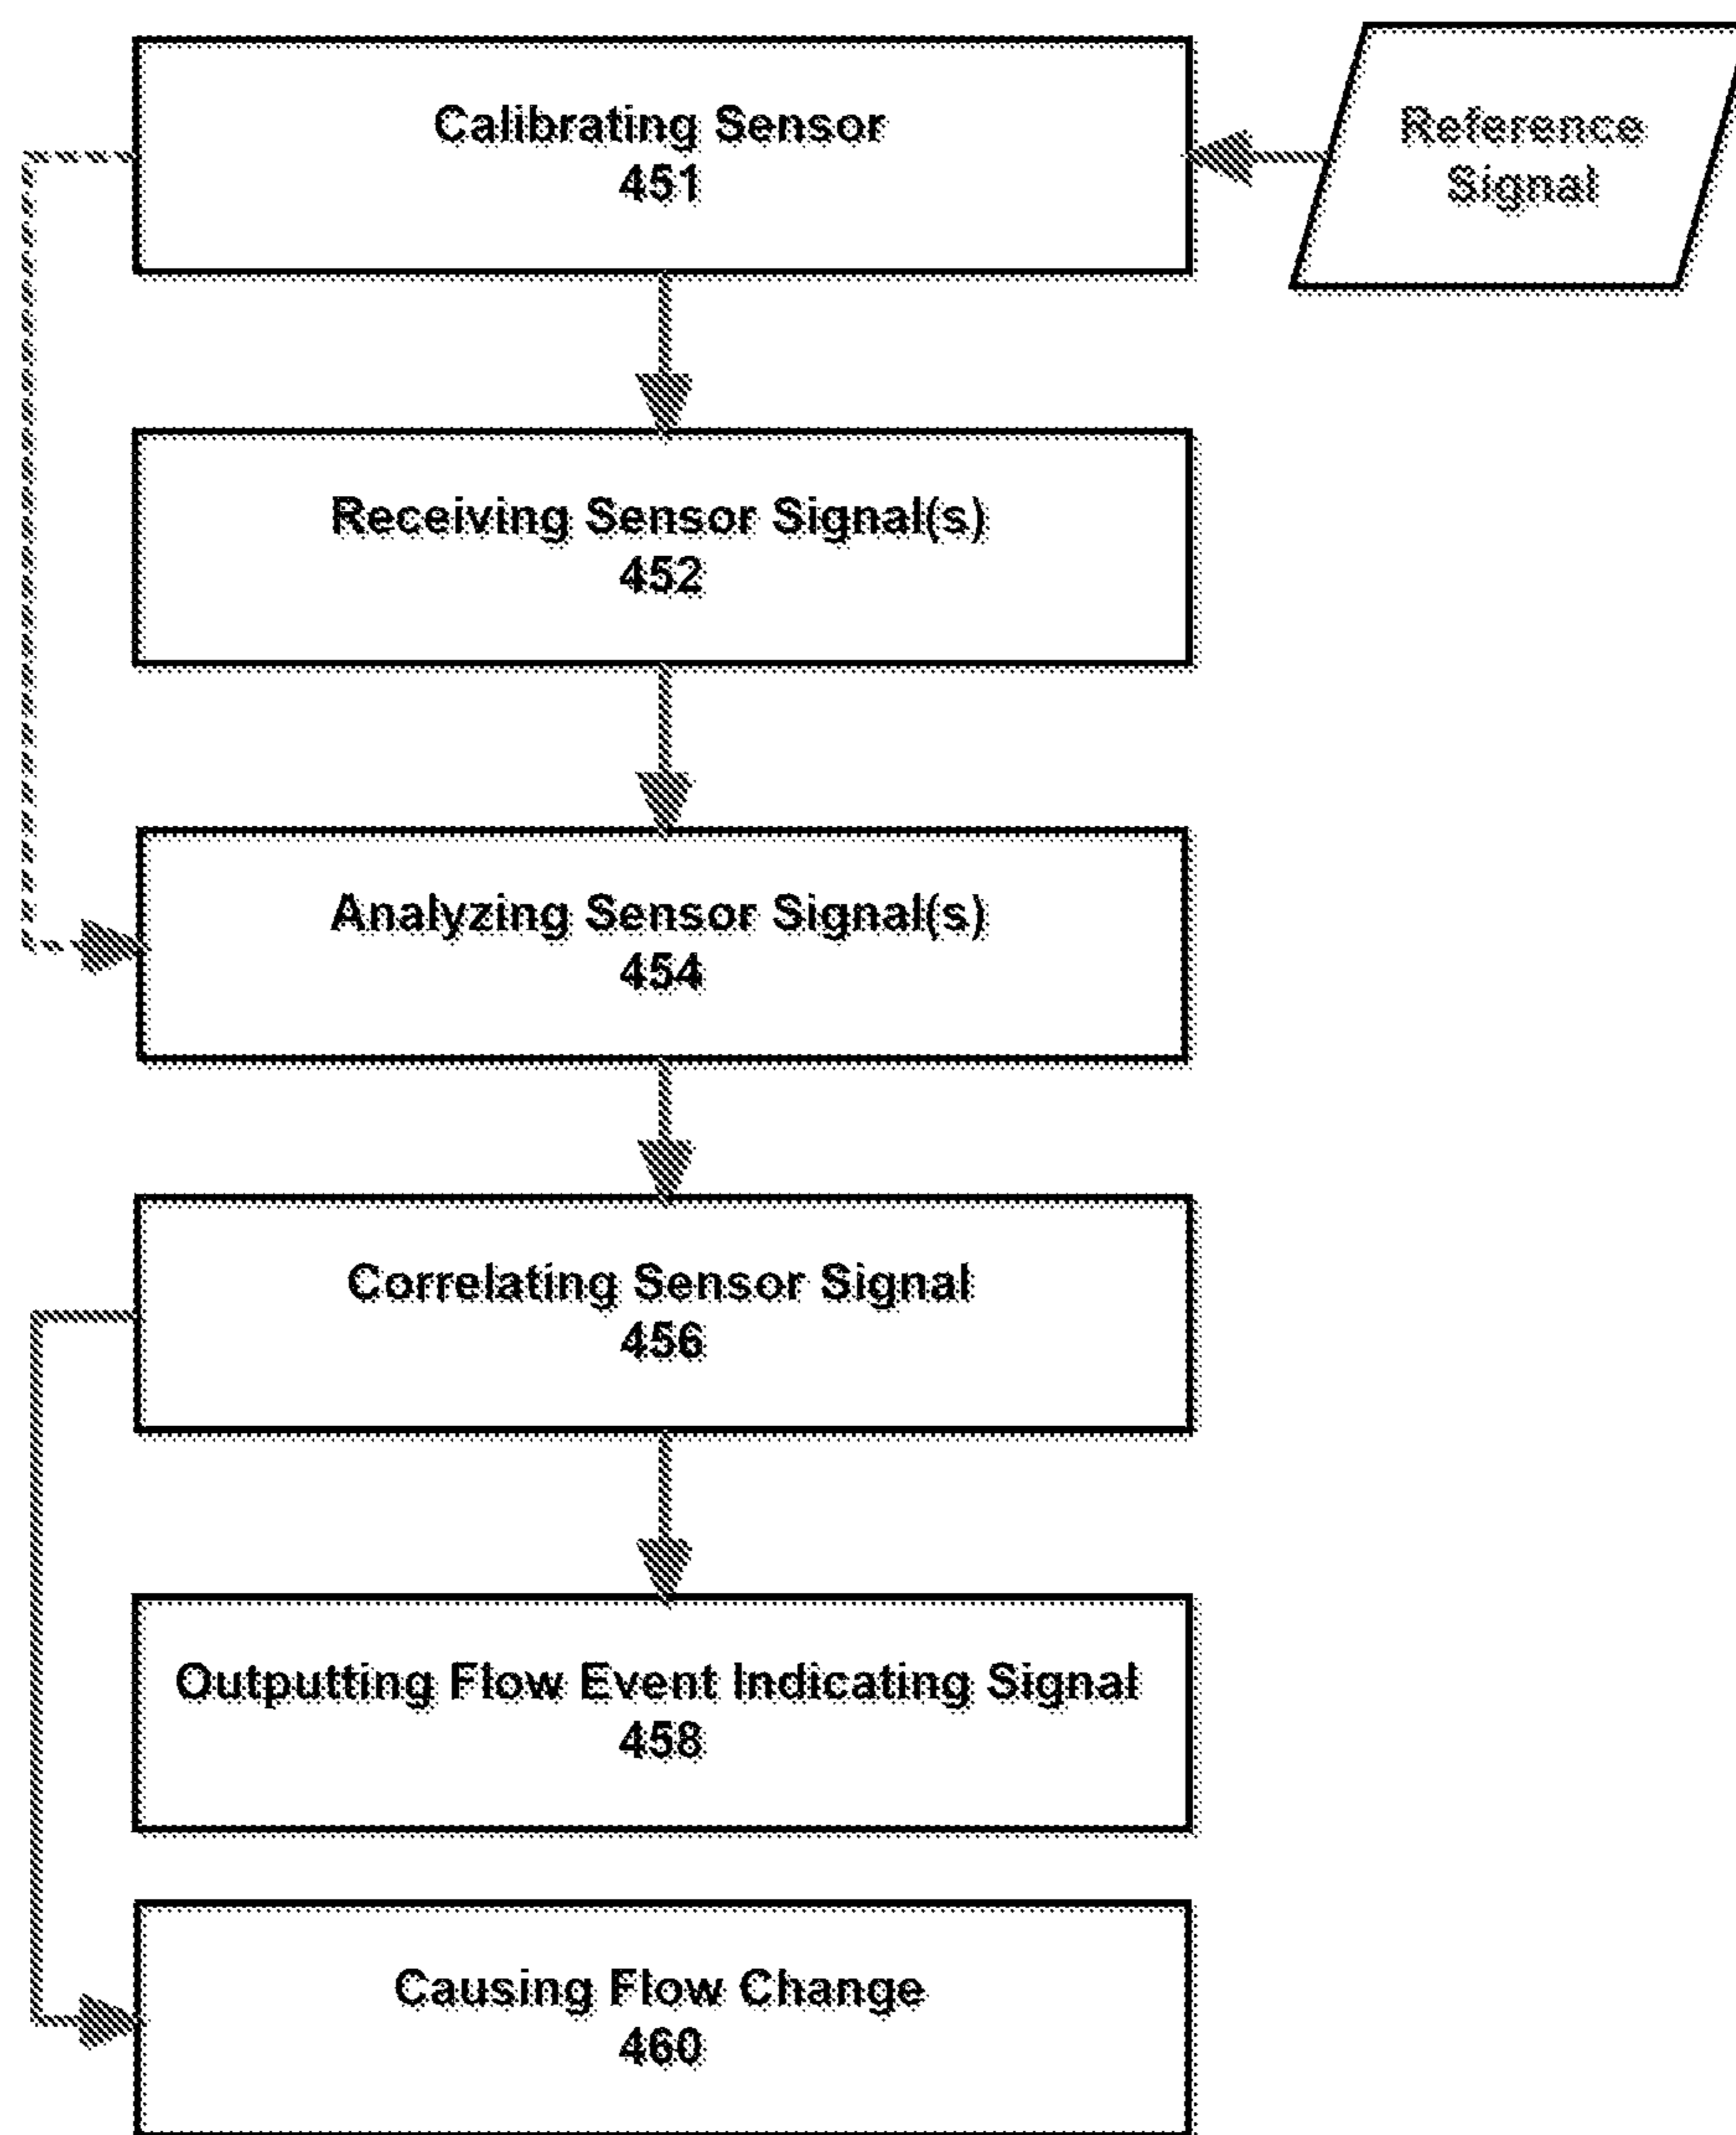 Calibrating Sensor
451
Reference
Signal
Receiving Sensor Signal(s)
452
Analyzing Sensor Signal(s)
454
Correlating Sensor Signal
456
Outputting Flow Event Indicating Signal
458
Causing Flow Change
460